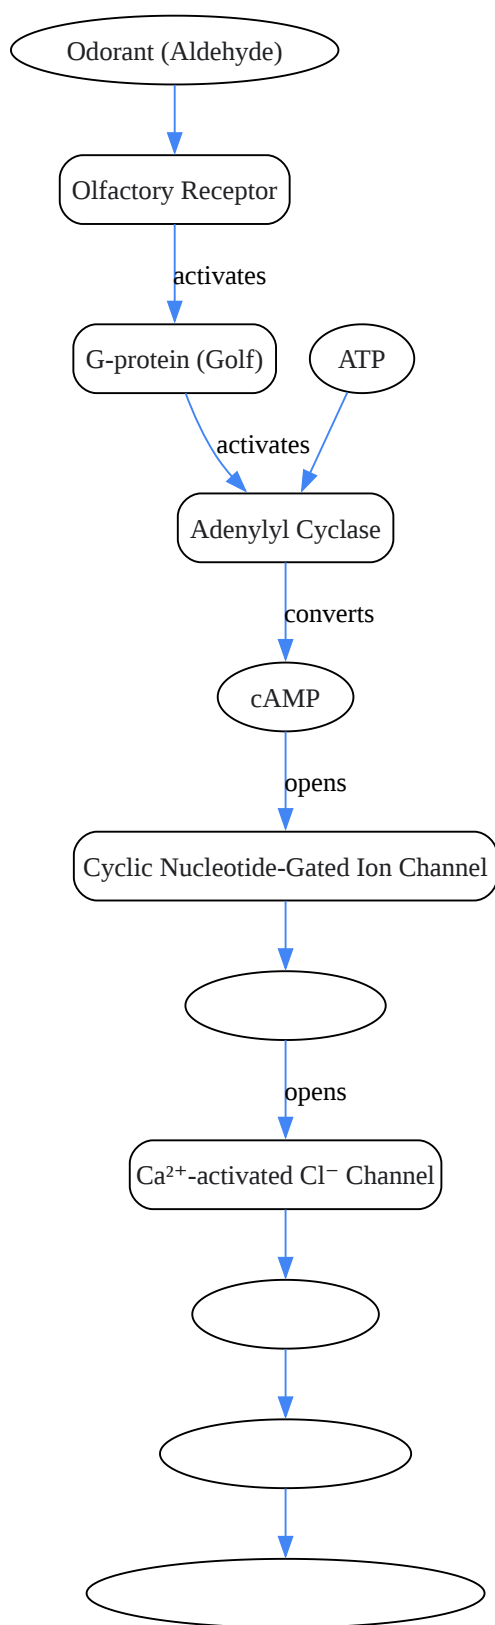 Odorant (Aldehyde)
Olfactory Receptor
activates
G-protein (Golf)
ATP
activates
Adenylyl Cyclase
converts
cAMP
opens
Cyclic Nucleotide-Gated Ion Channel
opens
Ca²⁺-activated Cl⁻ Channel